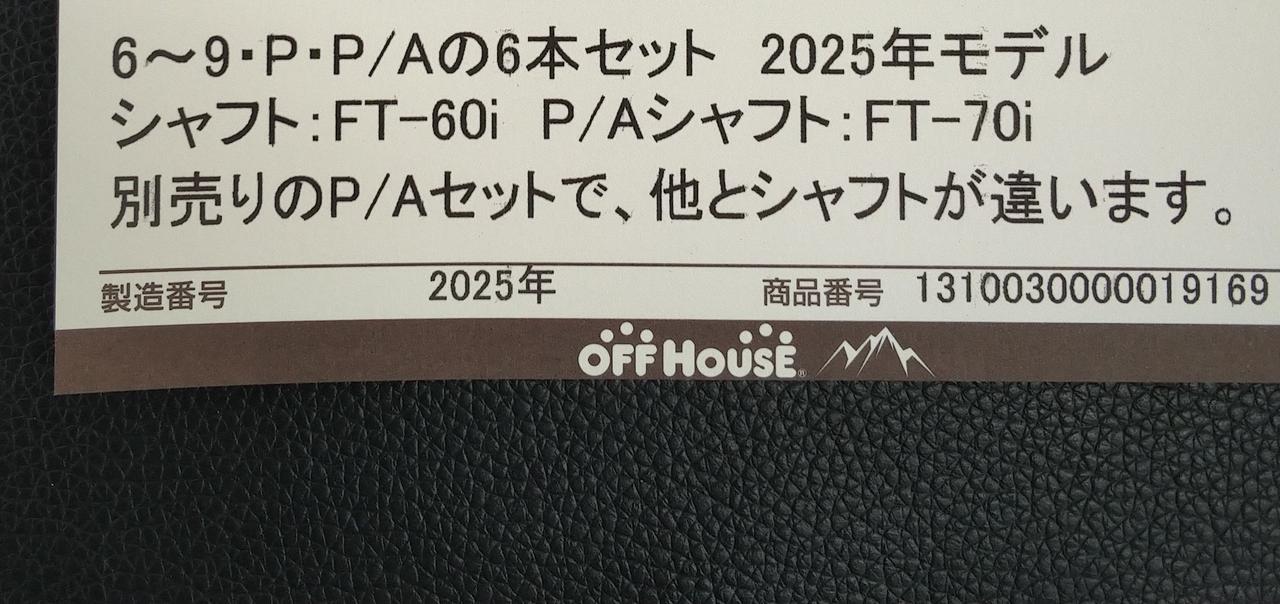 6～9・P・P/Aの6本セット　2025年モデル
シャフト：FT-60i　P/Aシャフト：FT-70i
別売りのP/Aセットで、他とシャフトが違います。
製造番号　2025年　商品番号　1310030000019169
OFF HOUSE®